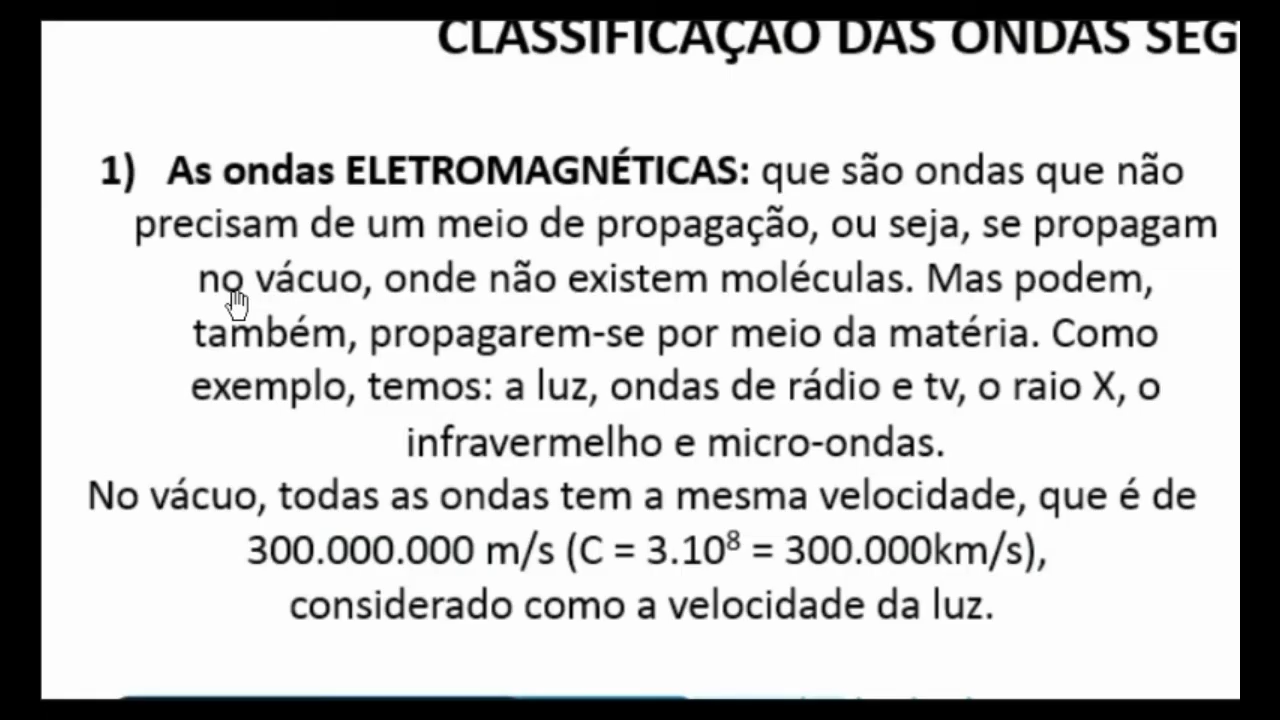 CLASSIFICAÇÃO DAS ONDAS SEG
1) As ondas ELETROMAGNÉTICAS: que são ondas que não
precisam de um meio de propagação, ou seja, se propagam
no vácuo, onde não existem moléculas. Mas podem,
também, propagarem-se por meio da matéria. Como
exemplo, temos: a luz, ondas de rádio e tv, o raio X, o
infravermelho e micro-ondas.
No vácuo, todas as ondas tem a mesma velocidade, que é de
300.000.000 m/s (C = 3.10⁸ = 300.000km/s),
considerado como a velocidade da luz.